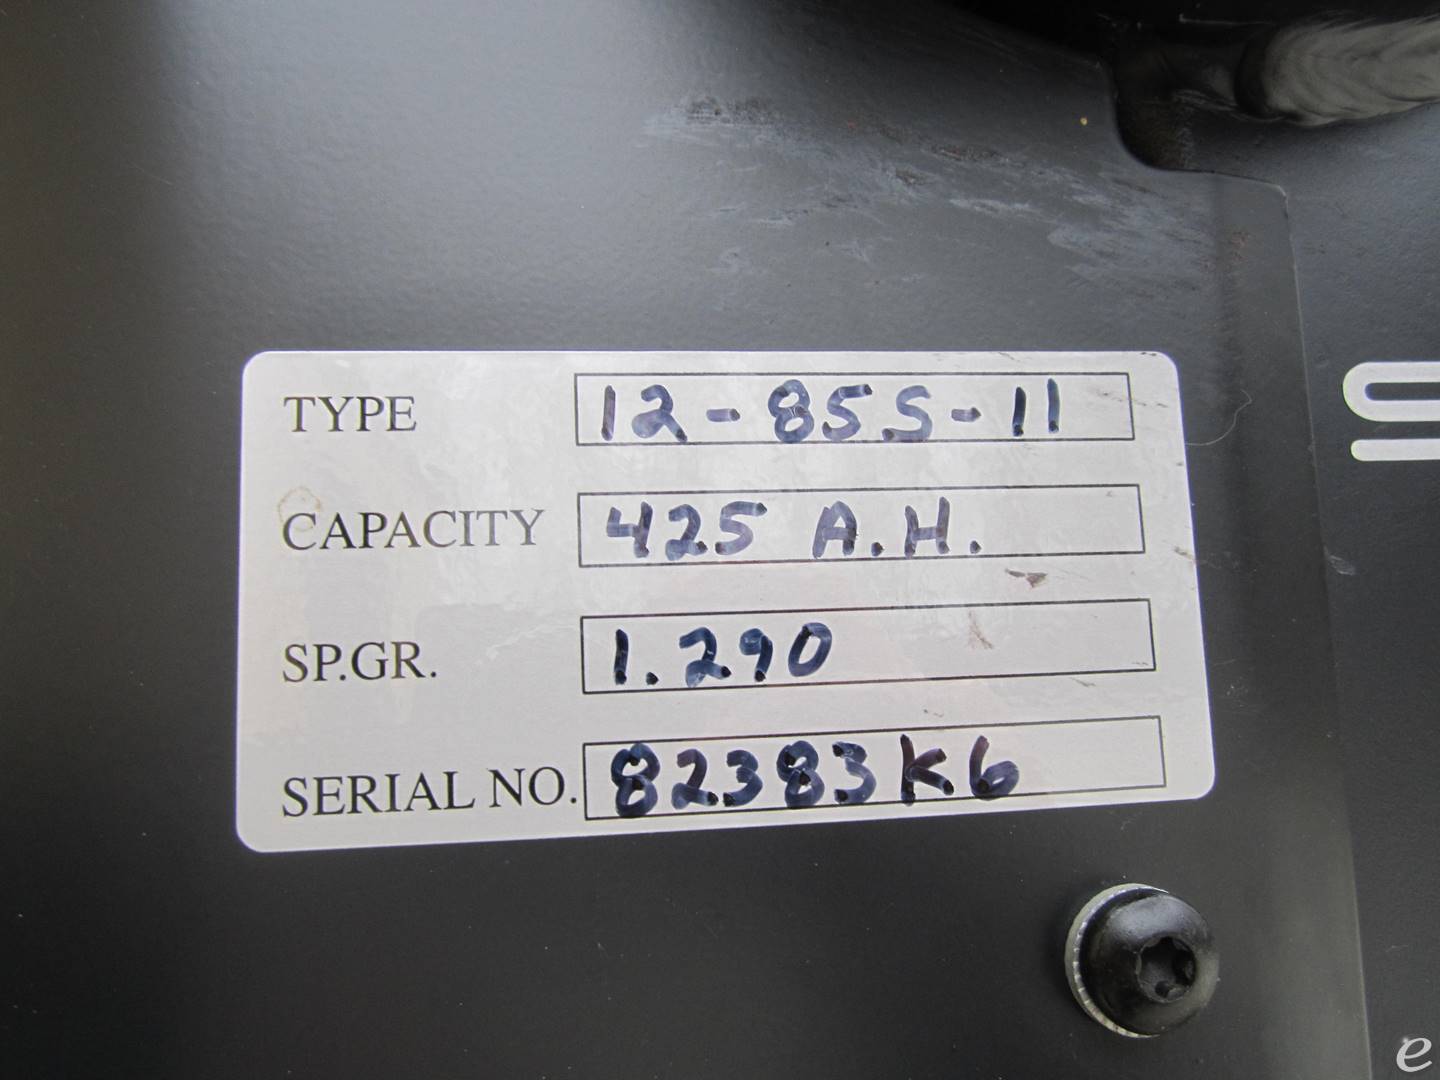 TYPE 12-85S-11
CAPACITY 425 A.H.
SP.GR. 1.290
SERIAL NO. 82383K6
e